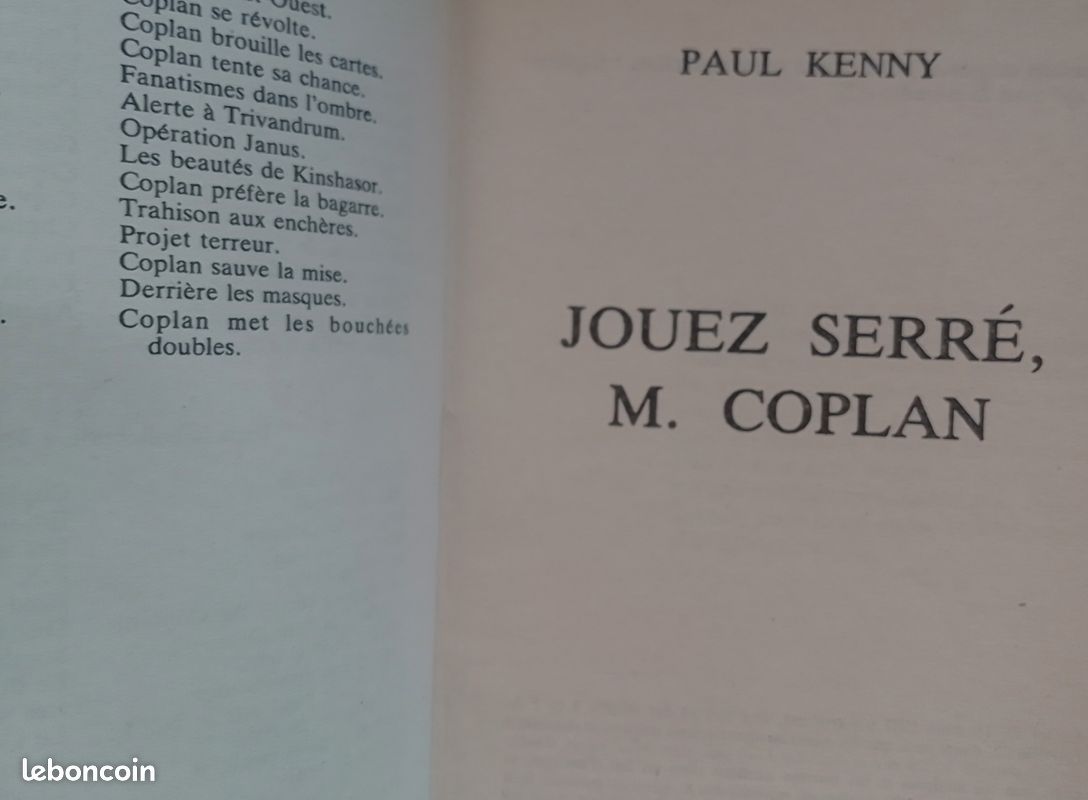 Ouest.
Coplan se révolte.
Coplan brouille les cartes.
Coplan tente sa chance.
Fanatismes dans l'ombre.
Alerte à Trivandrum.
Opération Janus.
Les beautés de Kinshasor.
Coplan préfère la bagarre.
Trahison aux enchères.
Projet terreur.
Coplan sauve la mise.
Derrière les masques.
Coplan met les bouchées
doubles.
PAUL KENNY
JOUEZ SERRÉ,
M. COPLAN
leboncoin